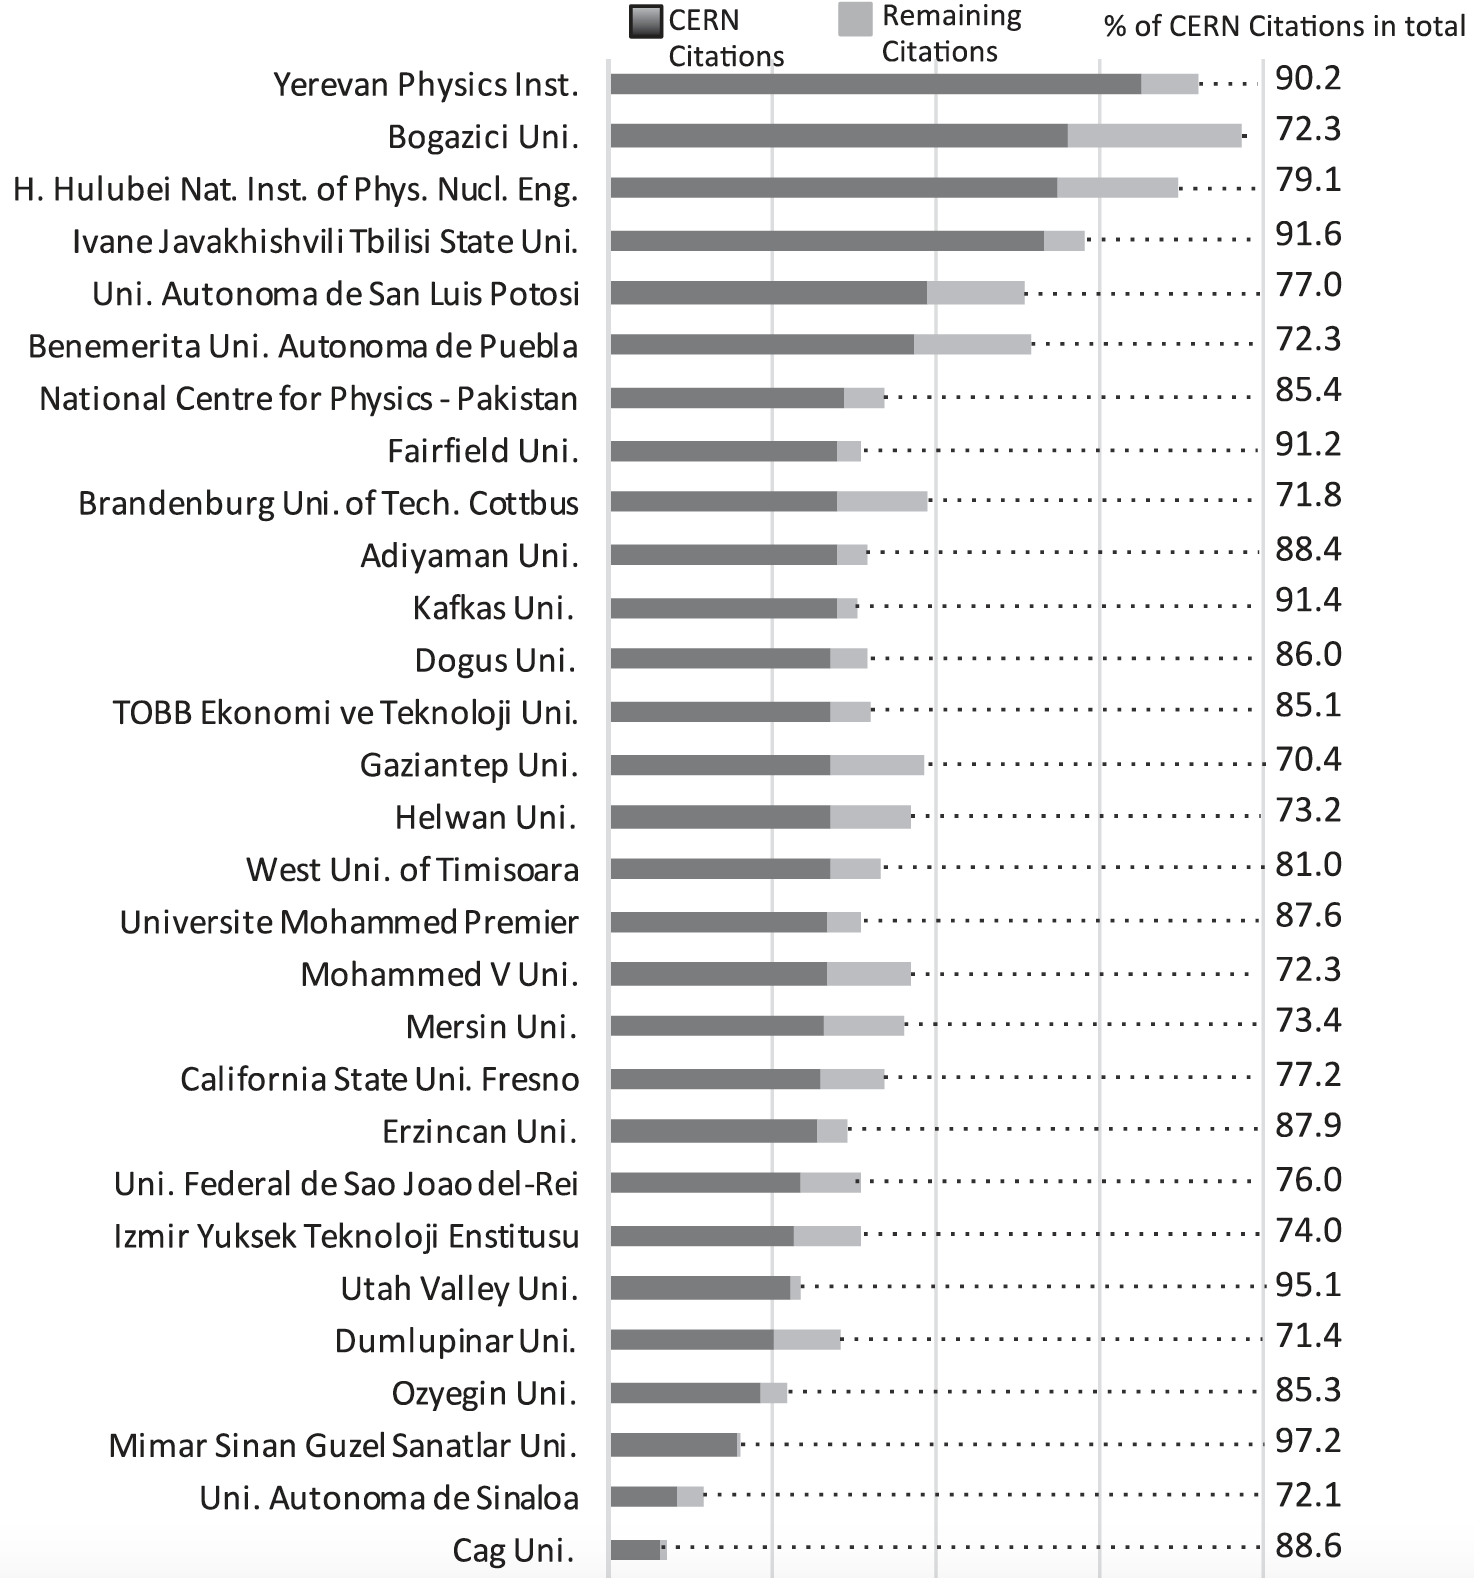 CERN Citations
Remaining Citations
% of CERN Citations in total
Yerevan Physics Inst. 90.2
Bogazici Uni. 72.3
H. Hulubei Nat. Inst. of Phys. Nucl. Eng. 79.1
Ivane Javakhishvili Tbilisi State Uni. 91.6
Uni. Autonoma de San Luis Potosi 77.0
Benemerita Uni. Autonoma de Puebla 72.3
National Centre for Physics - Pakistan 85.4
Fairfield Uni. 91.2
Brandenburg Uni. of Tech. Cottbus 71.8
Adiyaman Uni. 88.4
Kafkas Uni. 91.4
Dogus Uni. 86.0
TOBB Ekonomi ve Teknoloji Uni. 85.1
Gaziantep Uni. 70.4
Helwan Uni. 73.2
West Uni. of Timisoara 81.0
Universite Mohammed Premier 87.6
Mohammed V Uni. 72.3
Mersin Uni. 73.4
California State Uni. Fresno 77.2
Erzincan Uni. 87.9
Uni. Federal de Sao Joao del-Rei 76.0
Izmir Yuksek Teknoloji Enstitusu 74.0
Utah Valley Uni. 95.1
Dumlupinar Uni. 71.4
Ozyegin Uni. 85.3
Mimar Sinan Guzel Sanatlar Uni. 97.2
Uni. Autonoma de Sinaloa 72.1
Cag Uni. 88.6